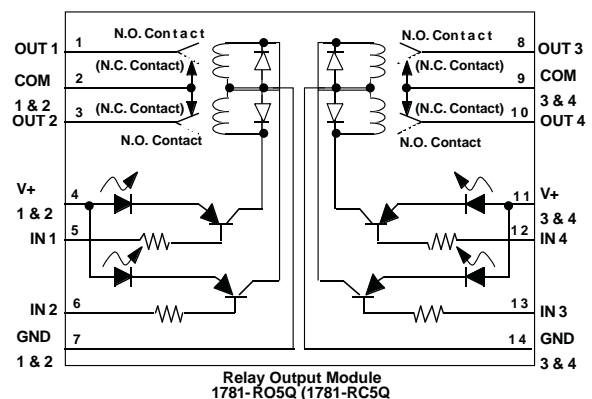 1 N.O. Contact
OUT 1
(N.C. Contact)
COM 2
1 & 2
(N.C. Contact)
3
OUT 2
N.O. Contact
V+ 4
1 & 2
5
IN 1
6
IN 2
GND 7
1 & 2
N.O. Contact 8
OUT 3
(N.C. Contact)
9 COM
3 & 4
(N.C. Contact)
10 OUT 4
N.O. Contact
11 V+
3 & 4
12 IN 4
13 IN 3
14 GND
3 & 4
Relay Output Module
1781-RO5Q (1781-RC5Q